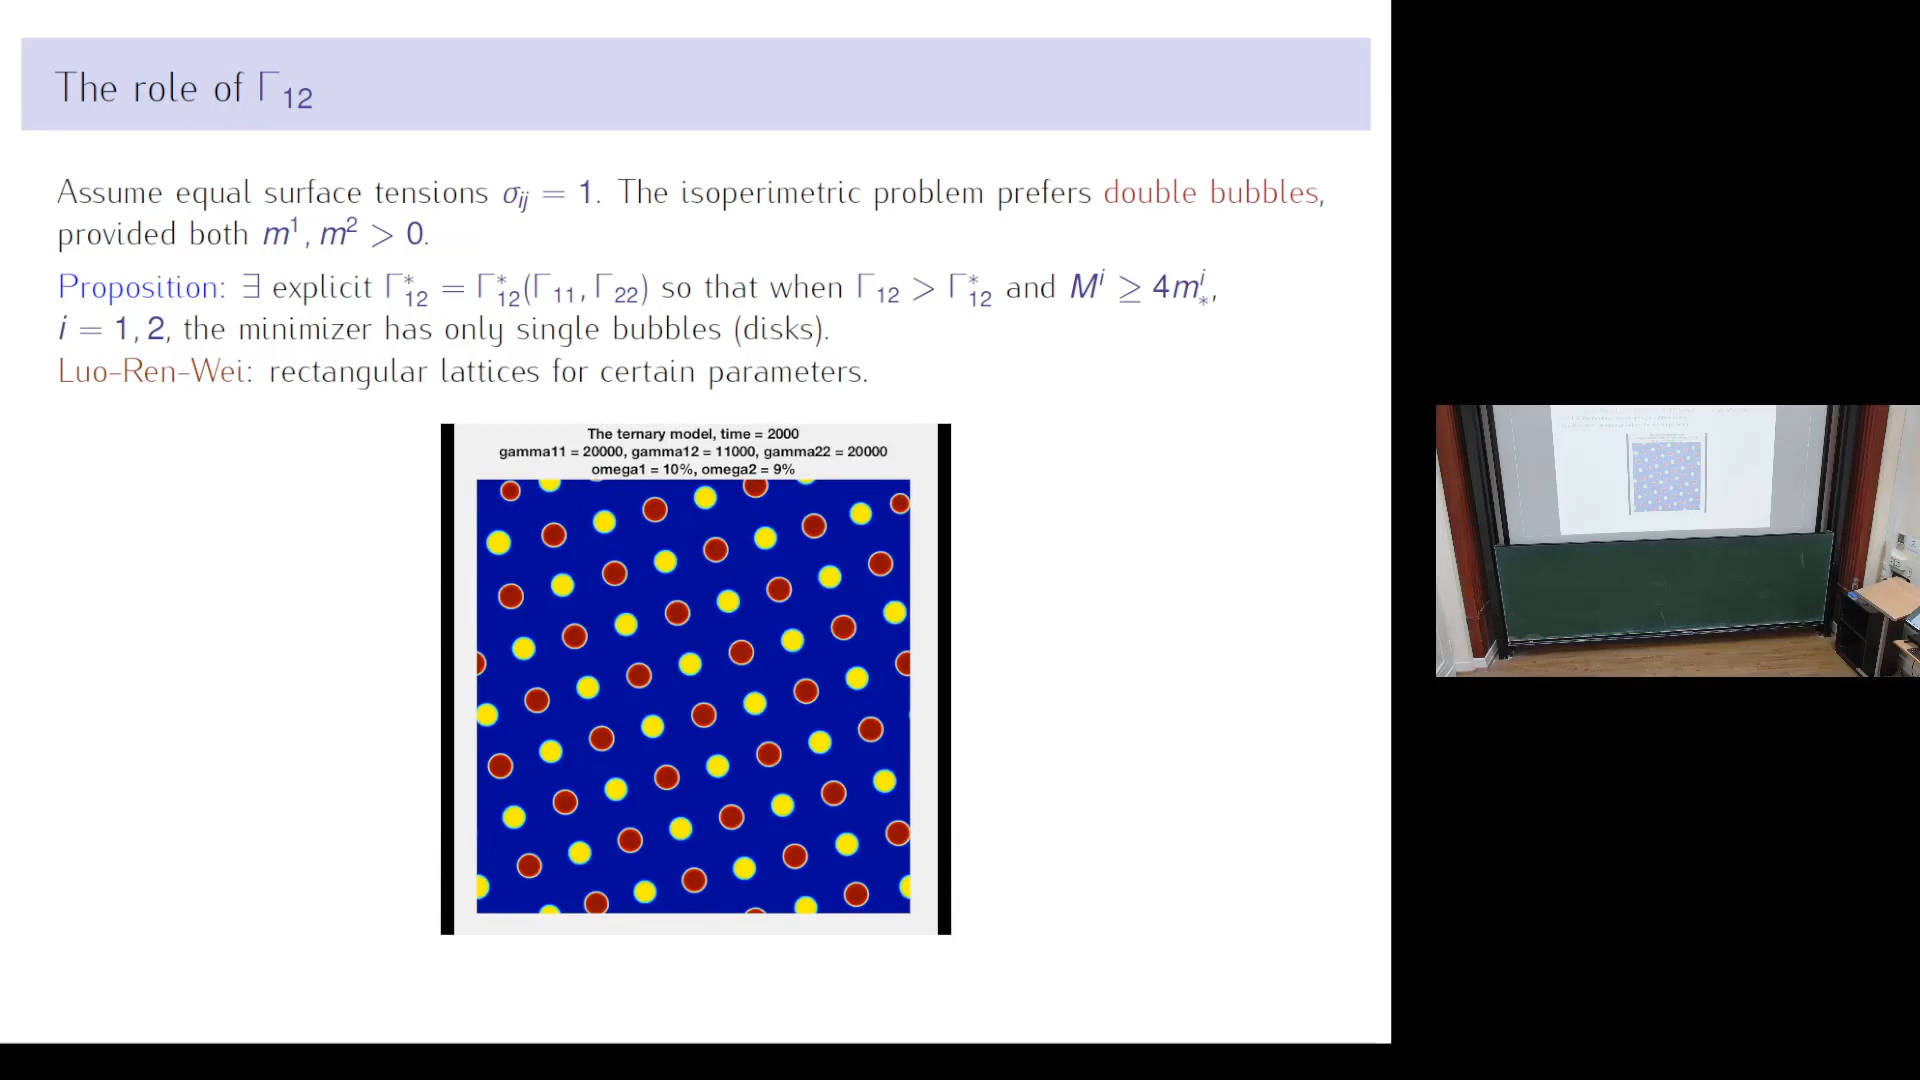 The role of Γ₁₂
Assume equal surface tensions σᵢⱼ = 1. The isoperimetric problem prefers double bubbles,
provided both m¹, m² > 0.
Proposition: ∃ explicit Γ*₁₂ = Γ*₁₂(Γ₁₁, Γ₂₂) so that when Γ₁₂ > Γ*₁₂ and Mⁱ ≥ 4mⁱ₊,
i = 1, 2, the minimizer has only single bubbles (disks).
Luo-Ren-Wei: rectangular lattices for certain parameters.
The ternary model, time = 2000
gamma11 = 20000, gamma12 = 11000, gamma22 = 20000
omega1 = 10%, omega2 = 9%